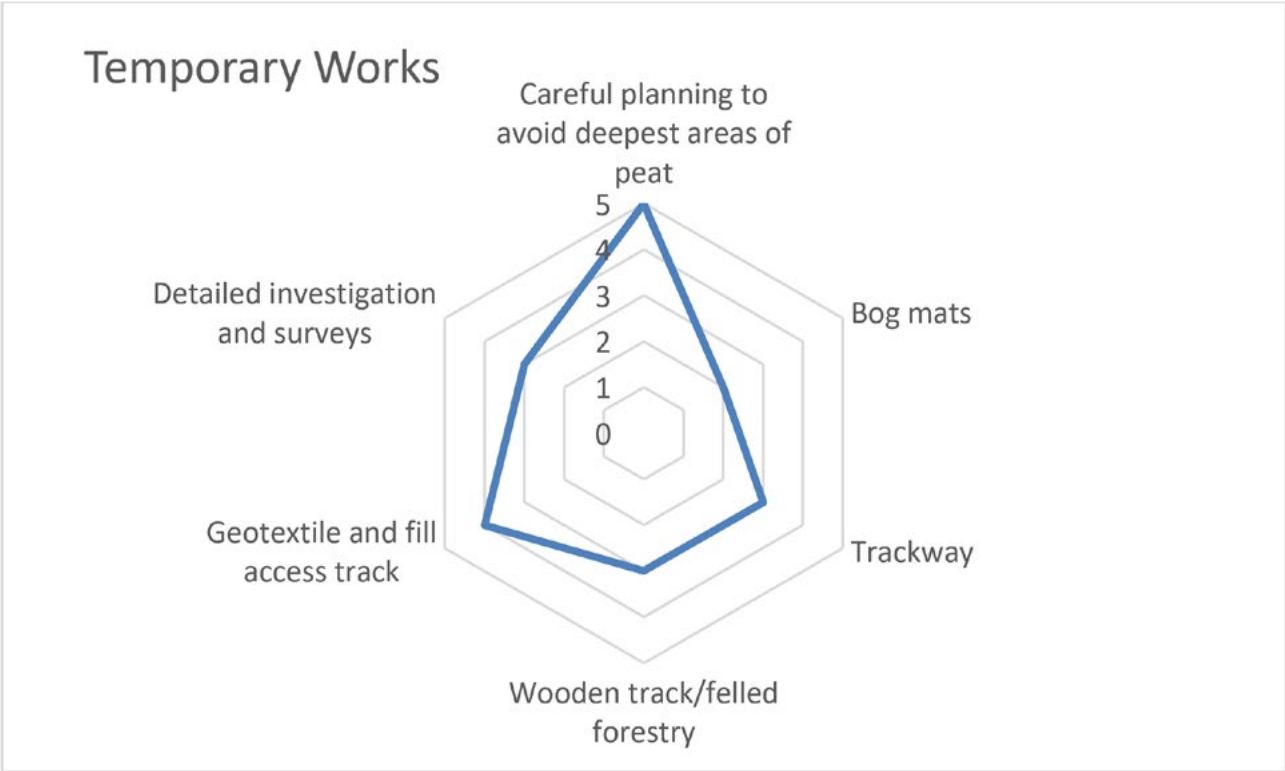 Temporary Works
Careful planning to
avoid deepest areas of
peat
5
4
3
2
1
0
Bog mats
Trackway
Wooden track/felled
forestry
Geotextile and fill
access track
Detailed investigation
and surveys